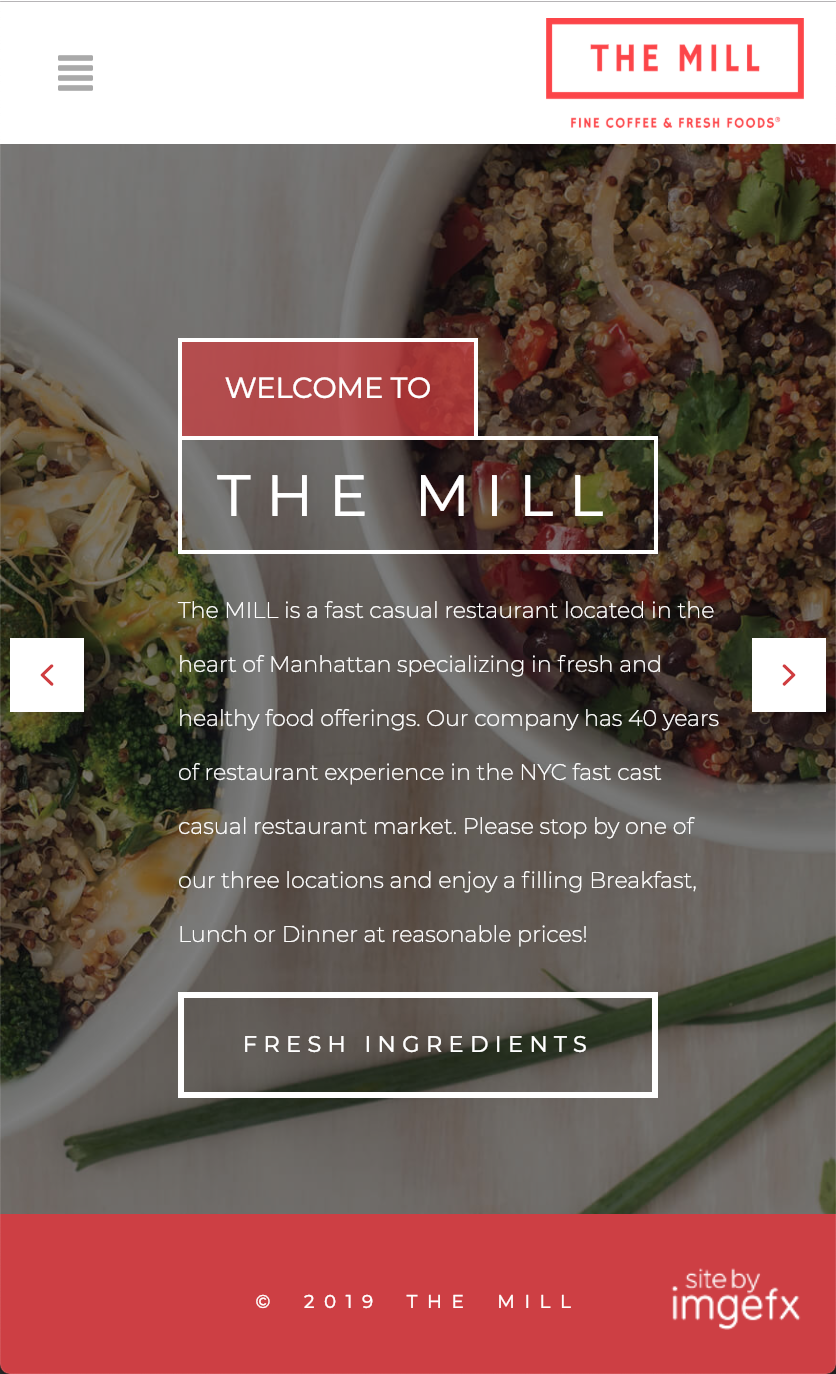 THE MILL
FINE COFFEE & FRESH FOODS®
WELCOME TO
THE MILL
The MILL is a fast casual restaurant located in the
heart of Manhattan specializing in fresh and
healthy food offerings. Our company has 40 years
of restaurant experience in the NYC fast cast
casual restaurant market. Please stop by one of
our three locations and enjoy a filling Breakfast,
Lunch or Dinner at reasonable prices!
FRESH INGREDIENTS
© 2019 THE MILL
site by
imgefx